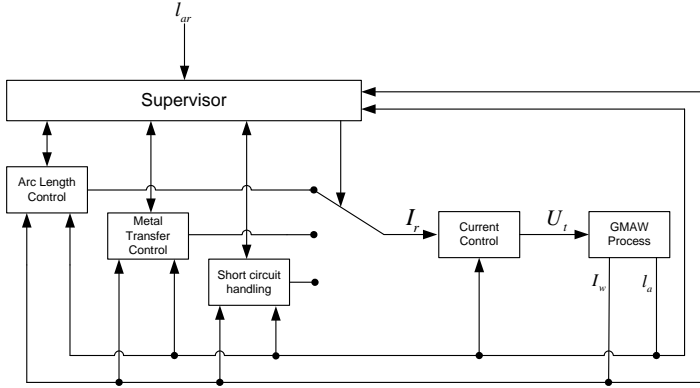 l_ar
Supervisor
Arc Length
Control
Metal
Transfer
Control
Short circuit
handling
I_r
Current
Control
U_t
GMAW
Process
I_w
l_a